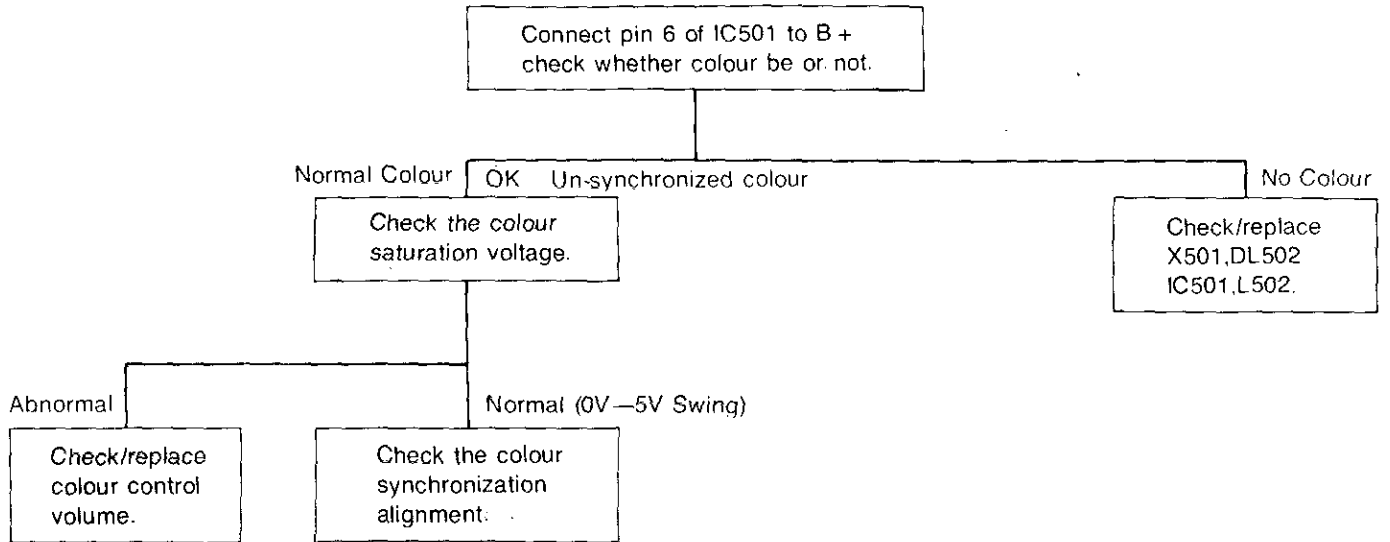 Connect pin 6 of IC501 to B +
check whether colour be or not.
Normal Colour
OK Un-synchronized colour
No Colour
Check the colour
saturation voltage.
Check/replace
X501,DL502
IC501,L502.
Abnormal
Normal (0V—5V Swing)
Check/replace
colour control
volume.
Check the colour
synchronization
alignment.